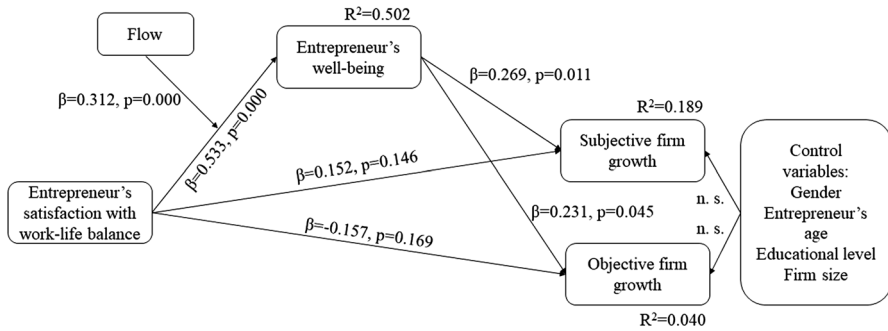 R²=0.502
Flow
Entrepreneur's
well-being
β=0.312, p=0.000
β=0.533, p=0.000
β=0.269, p=0.011
R²=0.189
Subjective firm
growth
Entrepreneur's
satisfaction with
work-life balance
β=0.152, p=0.146
β=-0.157, p=0.169
β=0.231, p=0.045
n. s.
n. s.
Control
variables:
Gender
Entrepreneur's
age
Educational level
Firm size
Objective firm
growth
R²=0.040